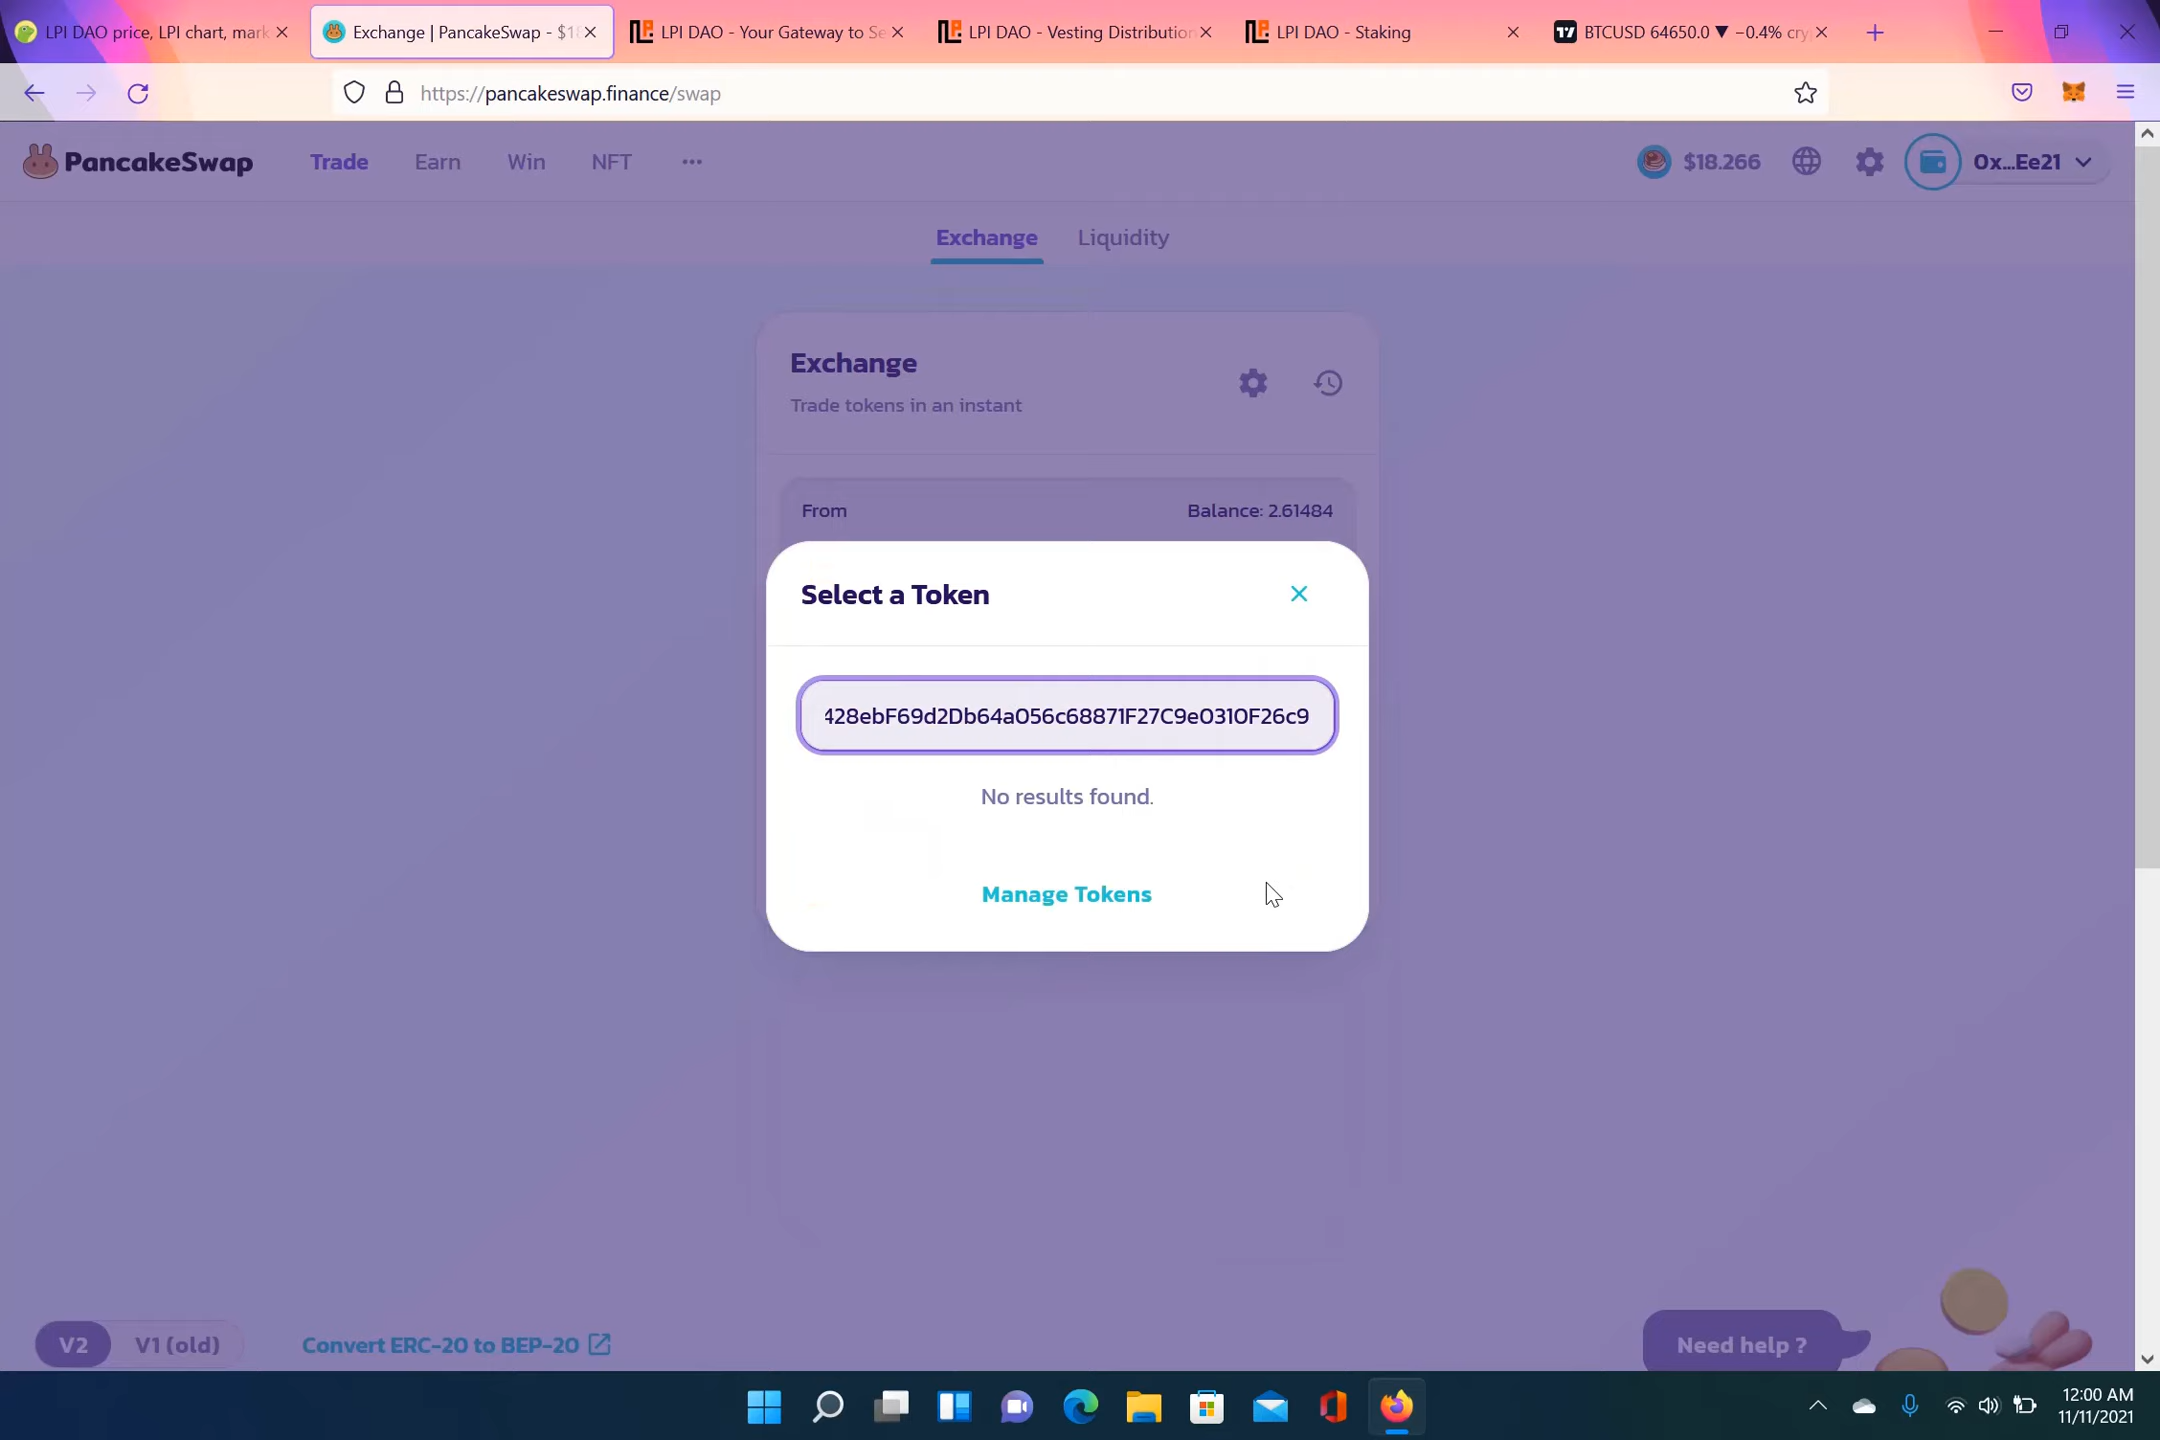 LPI DAO price, LPI chart, mark
Exchange | PancakeSwap - $18
LPI DAO - Your Gateway to Se
LPI DAO - Vesting Distribution
LPI DAO - Staking
BTCUSD 64650.0 ▼ −0.4% cry
https://pancakeswap.finance/swap
PancakeSwap
Trade
Earn
Win
NFT
$18.266
0x...Ee21
Exchange
Liquidity
Exchange
Trade tokens in an instant
From
Balance: 2.61484
Select a Token
428ebF69d2Db64a056c68871F27C9e0310F26c9
No results found.
Manage Tokens
V2
V1 (old)
Convert ERC-20 to BEP-20
Need help ?
12:00 AM
11/11/2021